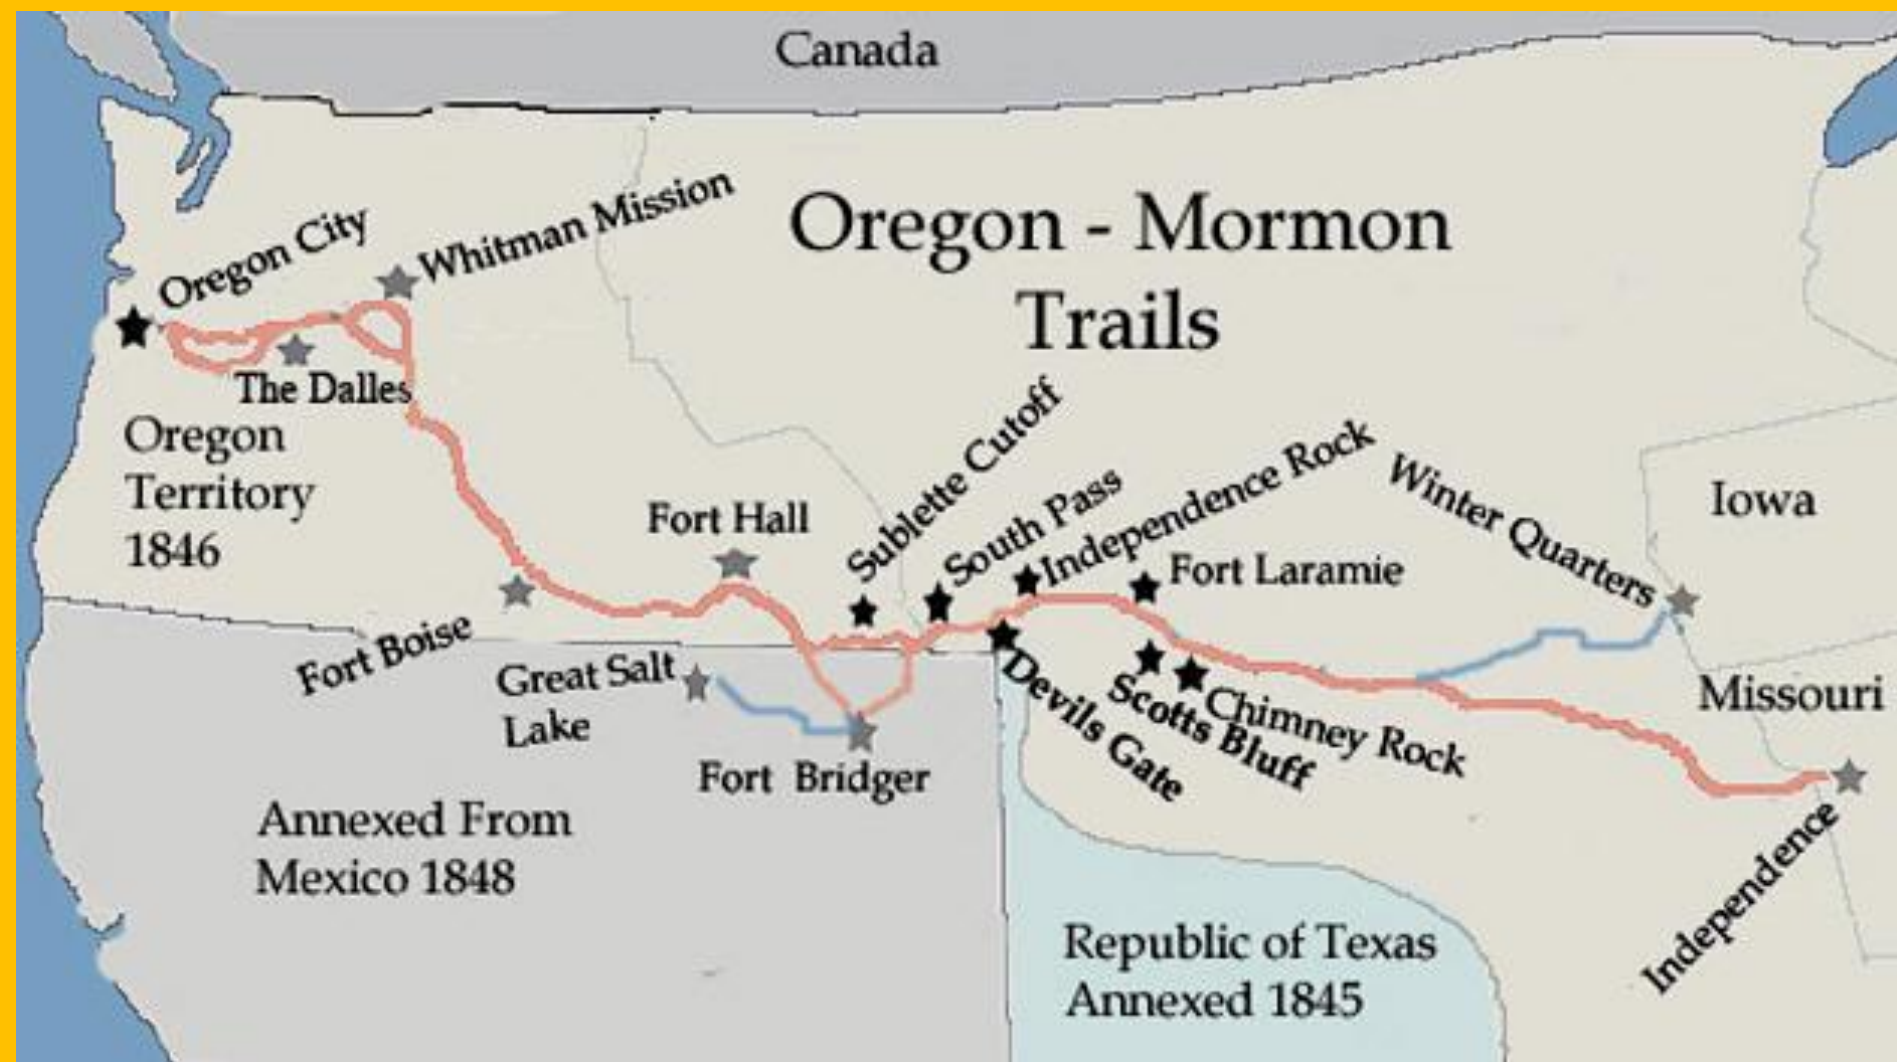 Canada
Oregon - Mormon
Trails
Oregon City
Whitman Mission
The Dalles
Oregon
Territory
1846
Fort Hall
Sublette Cutoff
South Pass
Independence Rock
Fort Laramie
Winter Quarters
Iowa
Fort Boise
Great Salt
Lake
Fort Bridger
Devils Gate
Scotts Bluff
Chimney Rock
Missouri
Independence
Annexed From
Mexico 1848
Republic of Texas
Annexed 1845